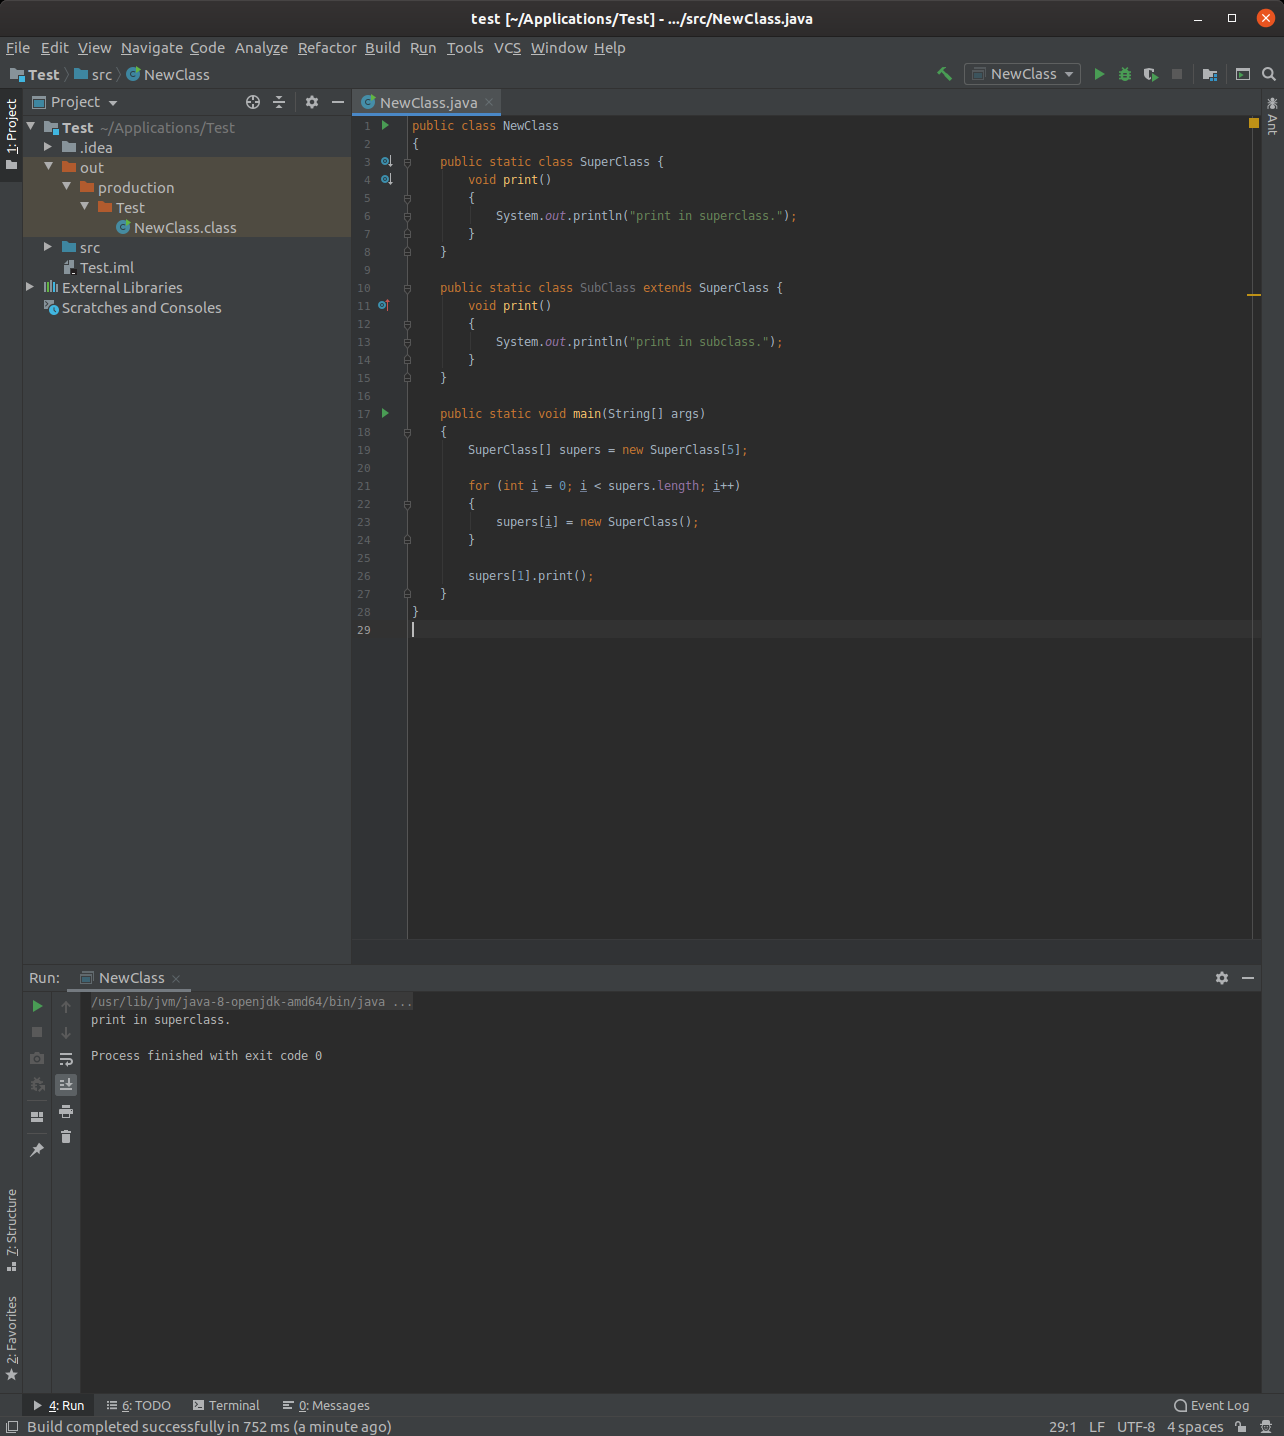 test [~/Applications/Test] - .../src/NewClass.java
File Edit View Navigate Code Analyze Refactor Build Run Tools VCS Window Help
Test src NewClass
NewClass
1: Project
Project
Test ~/Applications/Test
.idea
out
production
Test
NewClass.class
src
Test.iml
External Libraries
Scratches and Consoles
NewClass.java
Ant
1 public class NewClass
2 {
3     public static class SuperClass {
4         void print()
5         {
6             System.out.println("print in superclass.");
7         }
8     }
9
10     public static class SubClass extends SuperClass {
11         void print()
12         {
13             System.out.println("print in subclass.");
14         }
15     }
16
17     public static void main(String[] args)
18     {
19         SuperClass[] supers = new SuperClass[5];
20
21         for (int i = 0; i < supers.length; i++)
22         {
23             supers[i] = new SuperClass();
24         }
25
26         supers[1].print();
27     }
28 }
29
Run: NewClass
/usr/lib/jvm/java-8-openjdk-amd64/bin/java ...
print in superclass.
Process finished with exit code 0
7: Structure
2: Favorites
4: Run 6: TODO Terminal 0: Messages Event Log
Build completed successfully in 752 ms (a minute ago) 29:1 LF UTF-8 4 spaces